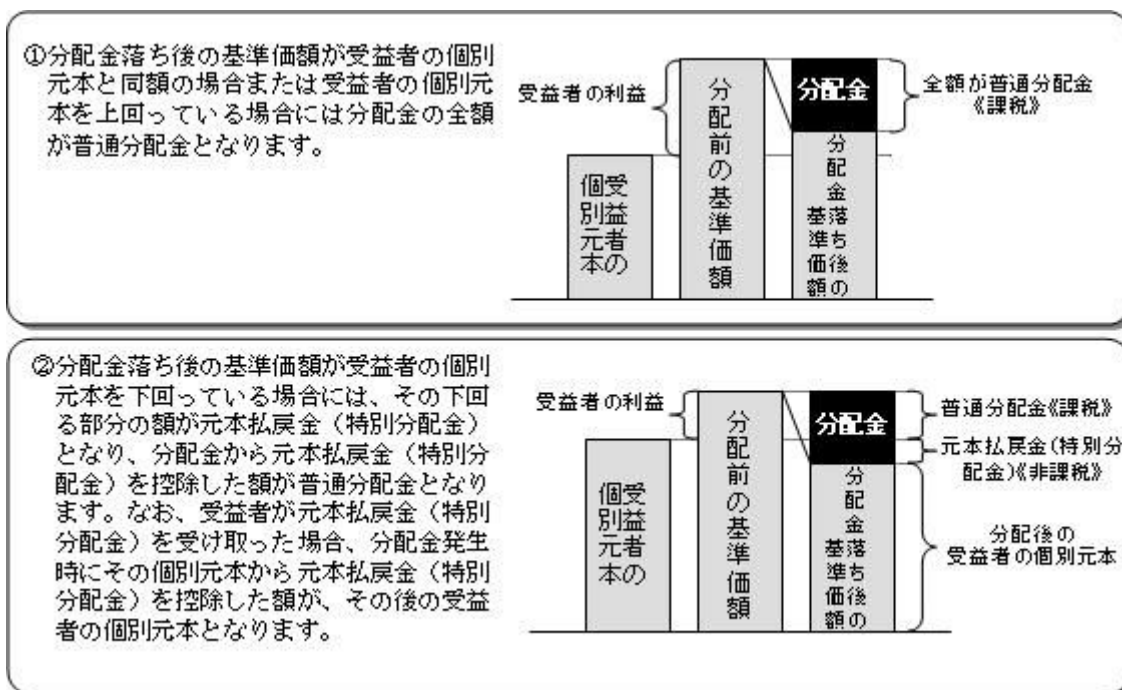 ①分配金落ち後の基準価額が受益者の個別
元本と同額の場合または受益者の個別元
本を上回っている場合には分配金の全額
が普通分配金となります。
受益者の利益
受益者の
個別元本
分配前の基準価額
分配金
分配金落ち後の
基準価額
全額が普通分配金
《課税》
②分配金落ち後の基準価額が受益者の個別
元本を下回っている場合には、その下回
る部分の額が元本払戻金（特別分配金）
となり、分配金から元本払戻金（特別分
配金）を控除した額が普通分配金となり
ます。なお、受益者が元本払戻金（特別
分配金）を受け取った場合、分配金発生
時にその個別元本から元本払戻金（特別
分配金）を控除した額が、その後の受益
者の個別元本となります。
受益者の利益
受益者の
個別元本
分配前の基準価額
分配金
分配金落ち後の
基準価額
普通分配金《課税》
元本払戻金(特別分
配金)《非課税》
分配後の
受益者の個別元本